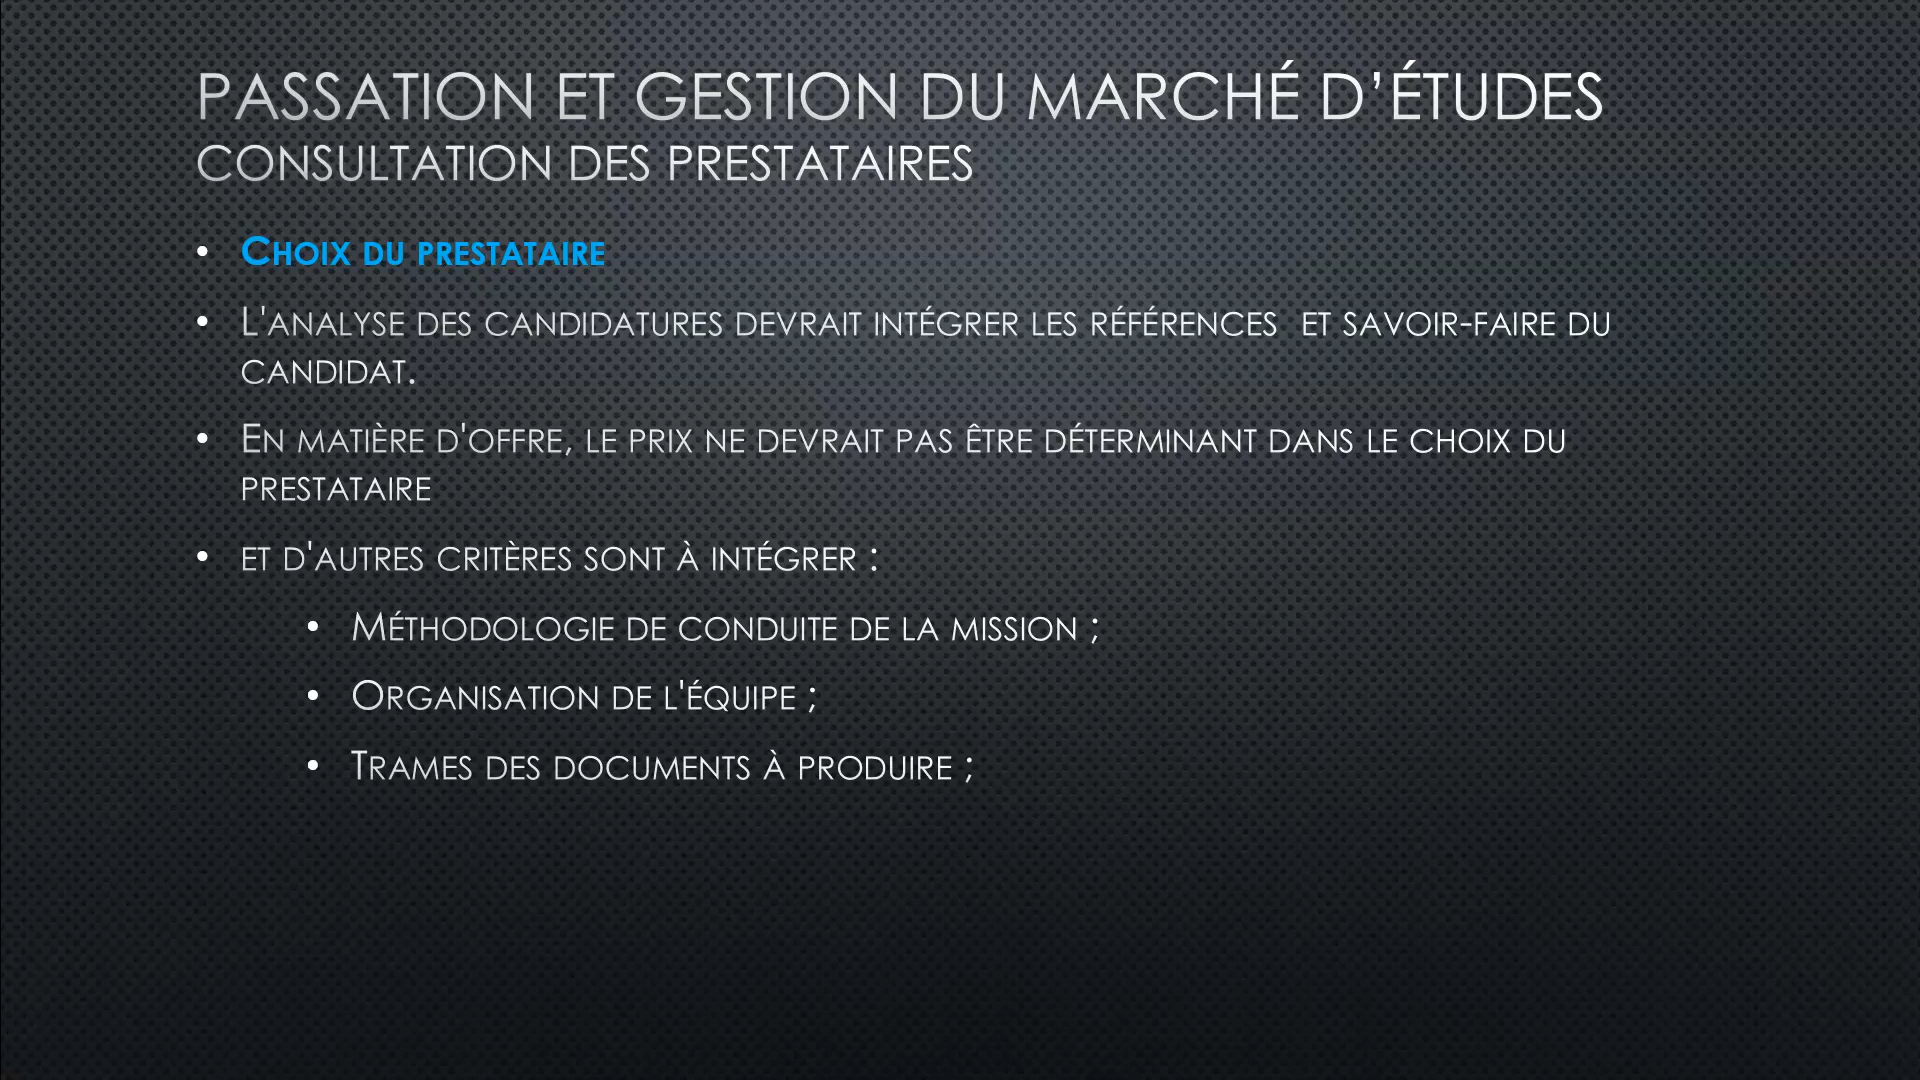 PASSATION ET GESTION DU MARCHÉ D’ÉTUDES
CONSULTATION DES PRESTATAIRES
• CHOIX DU PRESTATAIRE
• L'ANALYSE DES CANDIDATURES DEVRAIT INTÉGRER LES RÉFÉRENCES ET SAVOIR-FAIRE DU
CANDIDAT.
• EN MATIÈRE D'OFFRE, LE PRIX NE DEVRAIT PAS ÊTRE DÉTERMINANT DANS LE CHOIX DU
PRESTATAIRE
• ET D'AUTRES CRITÈRES SONT À INTÉGRER :
• MÉTHODOLOGIE DE CONDUITE DE LA MISSION ;
• ORGANISATION DE L'ÉQUIPE ;
• TRAMES DES DOCUMENTS À PRODUIRE ;